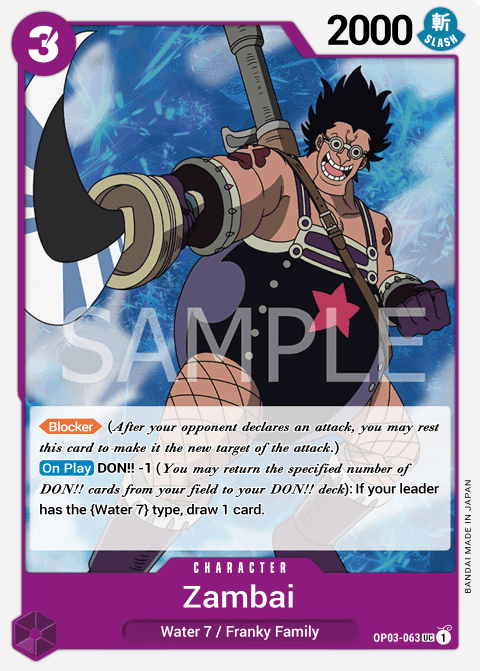 3
2000
斬
SLASH
SAMPLE
Blocker (After your opponent declares an attack, you may rest
this card to make it the new target of the attack.)
On Play DON!! -1 (You may return the specified number of
DON!! cards from your field to your DON!! deck): If your leader
has the {Water 7} type, draw 1 card.
BANDAI MADE IN JAPAN
CHARACTER
Zambai
Water 7 / Franky Family
OP03-063 UC 1